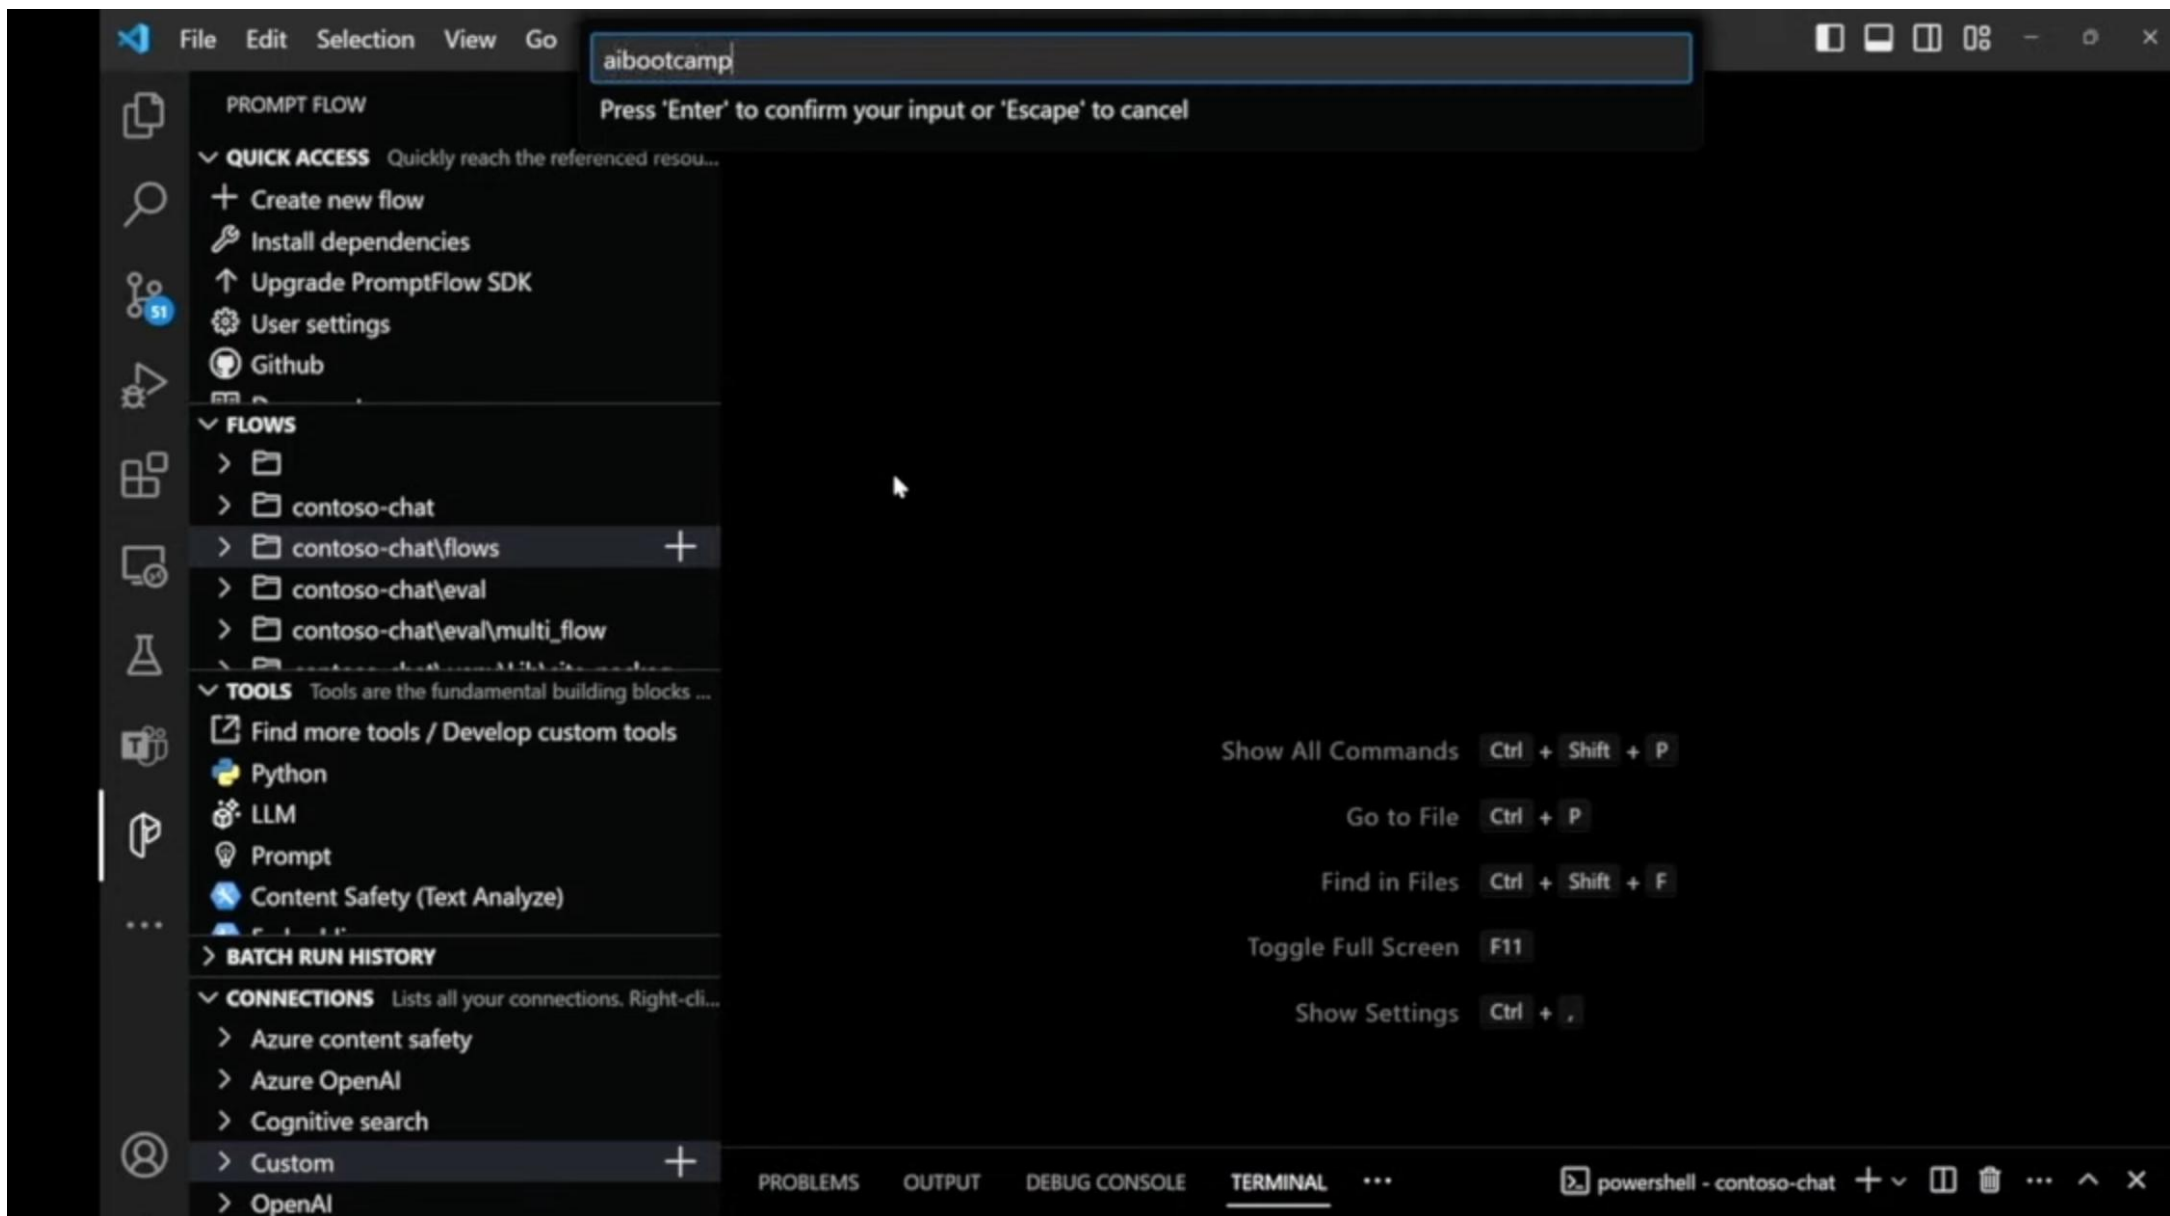 File Edit Selection View Go
aibootcamp
Press 'Enter' to confirm your input or 'Escape' to cancel
PROMPT FLOW
QUICK ACCESS Quickly reach the referenced resou...
Create new flow
Install dependencies
Upgrade PromptFlow SDK
51
User settings
Github
FLOWS
contoso-chat
contoso-chat\flows
contoso-chat\eval
contoso-chat\eval\multi_flow
TOOLS Tools are the fundamental building blocks ...
Find more tools / Develop custom tools
Python
LLM
Prompt
Content Safety (Text Analyze)
BATCH RUN HISTORY
CONNECTIONS Lists all your connections. Right-cli...
Azure content safety
Azure OpenAI
Cognitive search
Custom
OpenAI
Show All Commands Ctrl + Shift + P
Go to File Ctrl + P
Find in Files Ctrl + Shift + F
Toggle Full Screen F11
Show Settings Ctrl + ,
PROBLEMS OUTPUT DEBUG CONSOLE TERMINAL ... powershell - contoso-chat